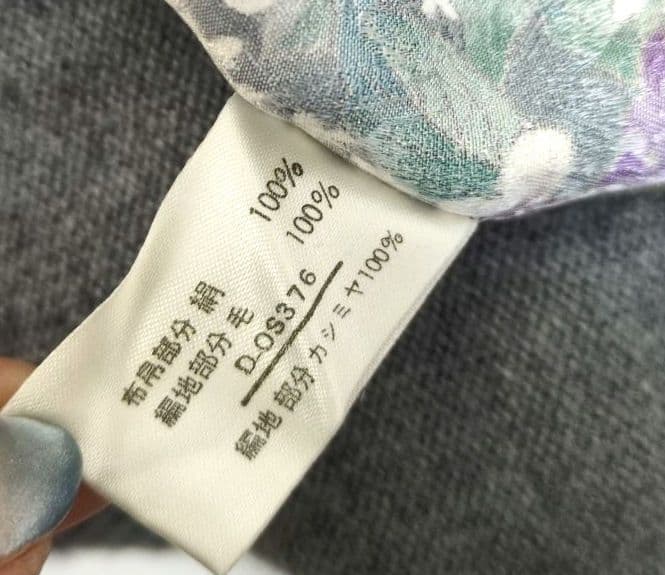 布帛部分 絹 100%
編地部分 毛 100%
D-OS376
編地部分 カシミヤ100%